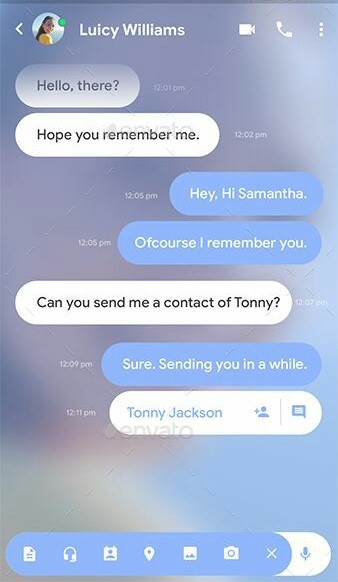 Luicy Williams
Hello, there?
12:01 pm
Hope you remember me.
12:02 pm
12:05 pm
Hey, Hi Samantha.
12:05 pm
Ofcourse I remember you.
Can you send me a contact of Tonny?
12:07 pm
12:09 pm
Sure. Sending you in a while.
12:11 pm
Tonny Jackson
envato
envato